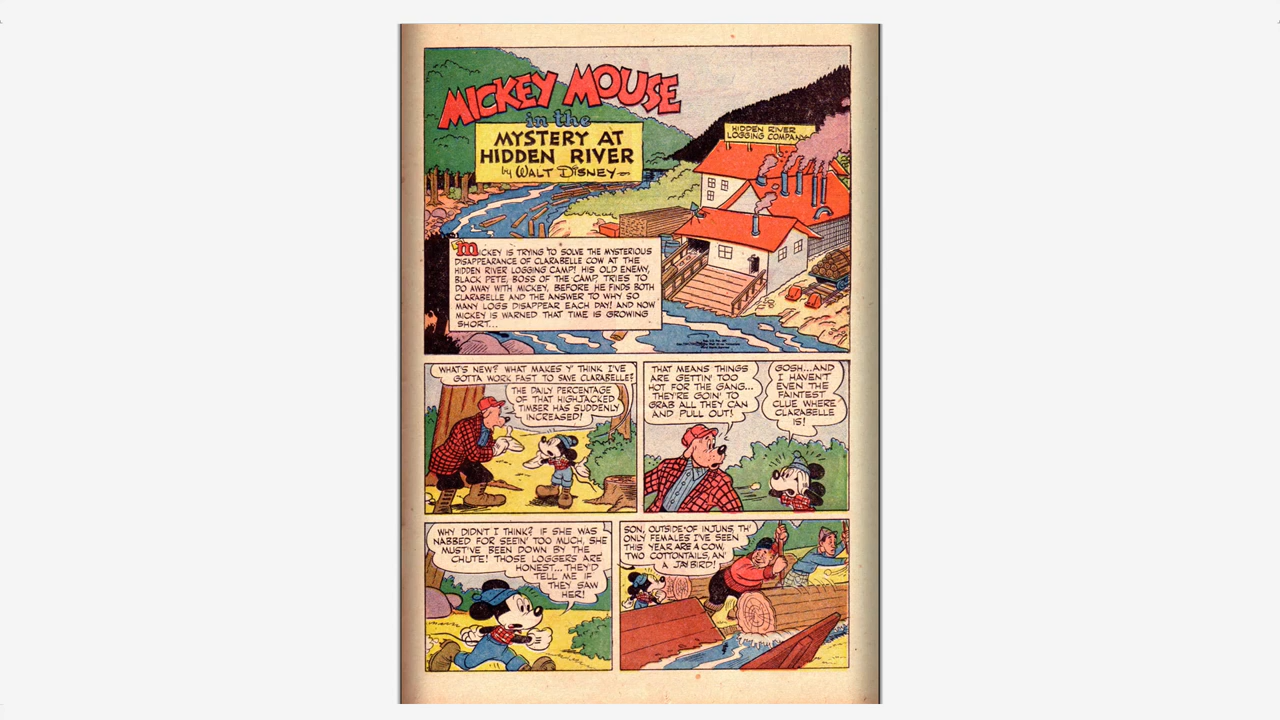 MICKEY MOUSE
in the
MYSTERY AT
HIDDEN RIVER
by WALT DISNEY
HIDDEN RIVER
LOGGING COMPANY
MICKEY IS TRYING TO SOLVE THE MYSTERIOUS
DISAPPEARANCE OF CLARABELLE COW AT THE
HIDDEN RIVER LOGGING CAMP! HIS OLD ENEMY,
BLACK PETE, BOSS OF THE CAMP, TRIES TO
DO AWAY WITH MICKEY, BEFORE HE FINDS BOTH
CLARABELLE AND THE ANSWER TO WHY SO
MANY LOGS DISAPPEAR EACH DAY! AND NOW
MICKEY IS WARNED THAT TIME IS GROWING
SHORT...
WHAT'S NEW? WHAT MAKES Y' THINK I'VE
GOTTA WORK FAST TO SAVE CLARABELLE?
THE DAILY PERCENTAGE
OF THAT HIGHJACKED
TIMBER HAS SUDDENLY
INCREASED!
THAT MEANS THINGS
ARE GETTIN' TOO
HOT FOR THE GANG...
THEY'RE GOIN' TO
GRAB ALL THEY CAN
AND PULL OUT!
GOSH...AND
I HAVEN'T
EVEN THE
FAINTEST
CLUE WHERE
CLARABELLE
IS!
WHY DIDN'T I THINK? IF SHE WAS
NABBED FOR SEEIN' TOO MUCH, SHE
MUST'VE BEEN DOWN BY THE
CHUTE! THOSE LOGGERS ARE
HONEST...THEY'D
TELL ME IF
THEY SAW
HER!
SON, OUTSIDE OF INJUNS, TH'
ONLY FEMALES I'VE SEEN
THIS YEAR ARE A COW,
TWO COTTONTAILS, AN'
A JAYBIRD!